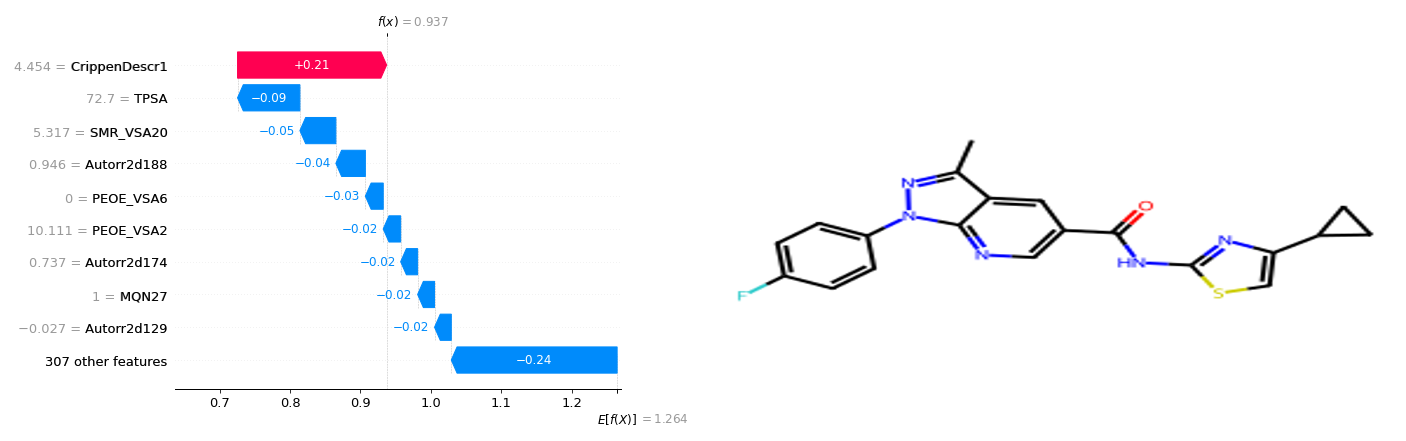 f(x) = 0.937
4.454 = CrippenDescr1
+0.21
72.7 = TPSA
−0.09
5.317 = SMR_VSA20
−0.05
0.946 = Autorr2d188
−0.04
0 = PEOE_VSA6
−0.03
10.111 = PEOE_VSA2
−0.02
0.737 = Autorr2d174
−0.02
1 = MQN27
−0.02
−0.027 = Autorr2d129
−0.02
307 other features
−0.24
0.7 0.8 0.9 1.0 1.1 1.2
E[f(X)] = 1.264
N
N
N
F
O
HN
N
S